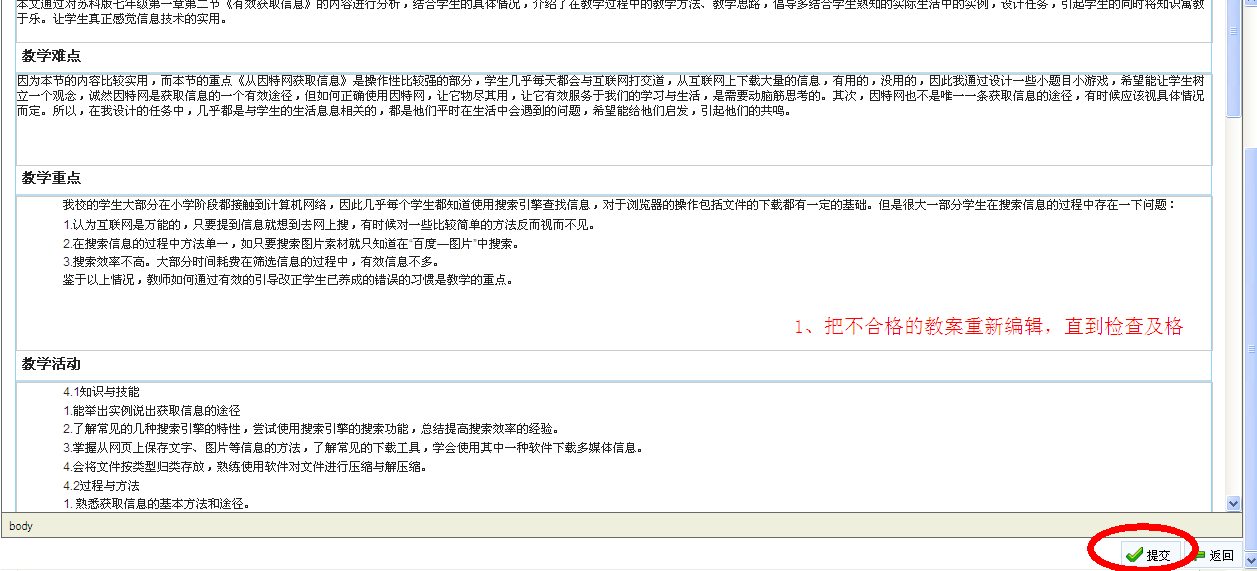 本文通过对苏科版七年级第一章第二节《有效获取信息》的内容进行分析，结合学生的具体情况，介绍了在教学过程中的教学方法、教学思路，倡导多结合学生熟知的实际生活中的实例，设计任务，引起学生的同时将知识寓教
于乐。让学生真正感觉信息技术的实用。
教学难点
因为本节的内容比较实用，而本节的重点《从因特网获取信息》是操作性比较强的部分，学生几乎每天都会与互联网打交道，从互联网上下载大量的信息，有用的，没用的，因此我通过设计一些小题目小游戏，希望能让学生树
立一个观念，诚然因特网是获取信息的一个有效途径，但如何正确使用因特网，让它物尽其用，让它有效服务于我们的学习与生活，是需要动脑筋思考的。其次，因特网也不是唯一一条获取信息的途径，有时候应该视具体情况
而定。所以，在我设计的任务中，几乎都是与学生的生活息息相关的，都是他们平时在生活中会遇到的问题，希望能给他们启发，引起他们的共鸣。
教学重点
我校的学生大部分在小学阶段都接触到计算机网络，因此几乎每个学生都知道使用搜索引擎查找信息，对于浏览器的操作包括文件的下载都有一定的基础。但是很大一部分学生在搜索信息的过程中存在一下问题：
1.认为互联网是万能的，只要提到信息就想到去网上搜，有时候对一些比较简单的方法反而视而不见。
2.在搜索信息的过程中方法单一，如只要搜索图片素材就只知道在“百度—图片”中搜索。
3.搜索效率不高。大部分时间耗费在筛选信息的过程中，有效信息不多。
鉴于以上情况，教师如何通过有效的引导改正学生已养成的错误的习惯是教学的重点。
1、把不合格的教案重新编辑，直到检查及格
教学活动
4.1知识与技能
1.能举出实例说出获取信息的途径
2.了解常见的几种搜索引擎的特性，尝试使用搜索引擎的搜索功能，总结提高搜索效率的经验。
3.掌握从网页上保存文字、图片等信息的方法，了解常见的下载工具，学会使用其中一种软件下载多媒体信息。
4.会将文件按类型归类存放，熟练使用软件对文件进行压缩与解压缩。
4.2过程与方法
1.熟悉获取信息的基本方法和途径。
body
提交 返回